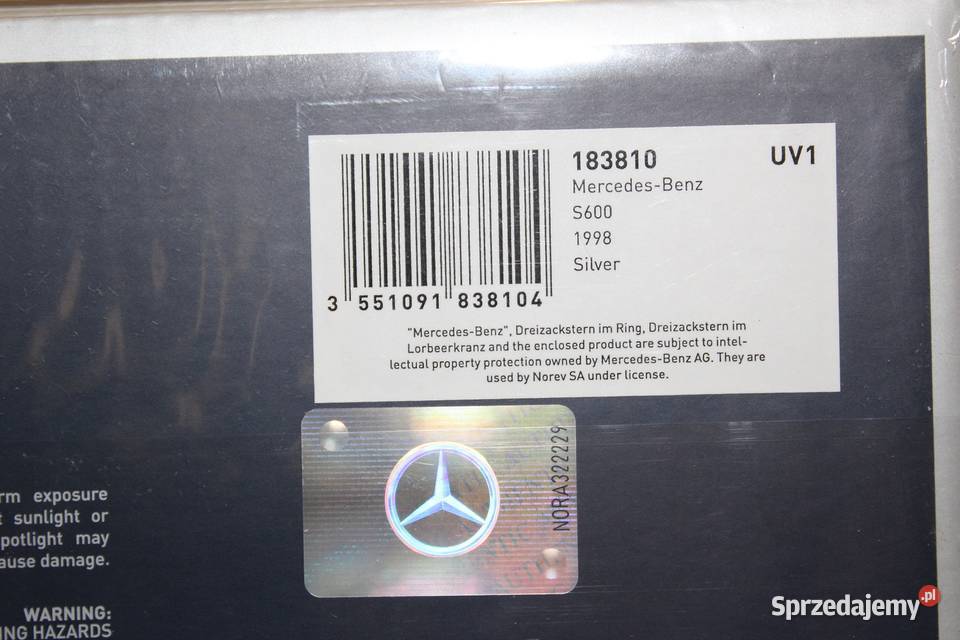 183810
UV1
Mercedes-Benz
S600
1998
Silver
3 551091 838104
"Mercedes-Benz", Dreizackstern im Ring, Dreizackstern im
Lorbeerkranz and the enclosed product are subject to intel-
lectual property protection owned by Mercedes-Benz AG. They are
used by Norev SA under license.
NORA322229
rm exposure
t sunlight or
potlight may
ause damage.
WARNING:
ING HAZARDS
Sprzedajemy.pl